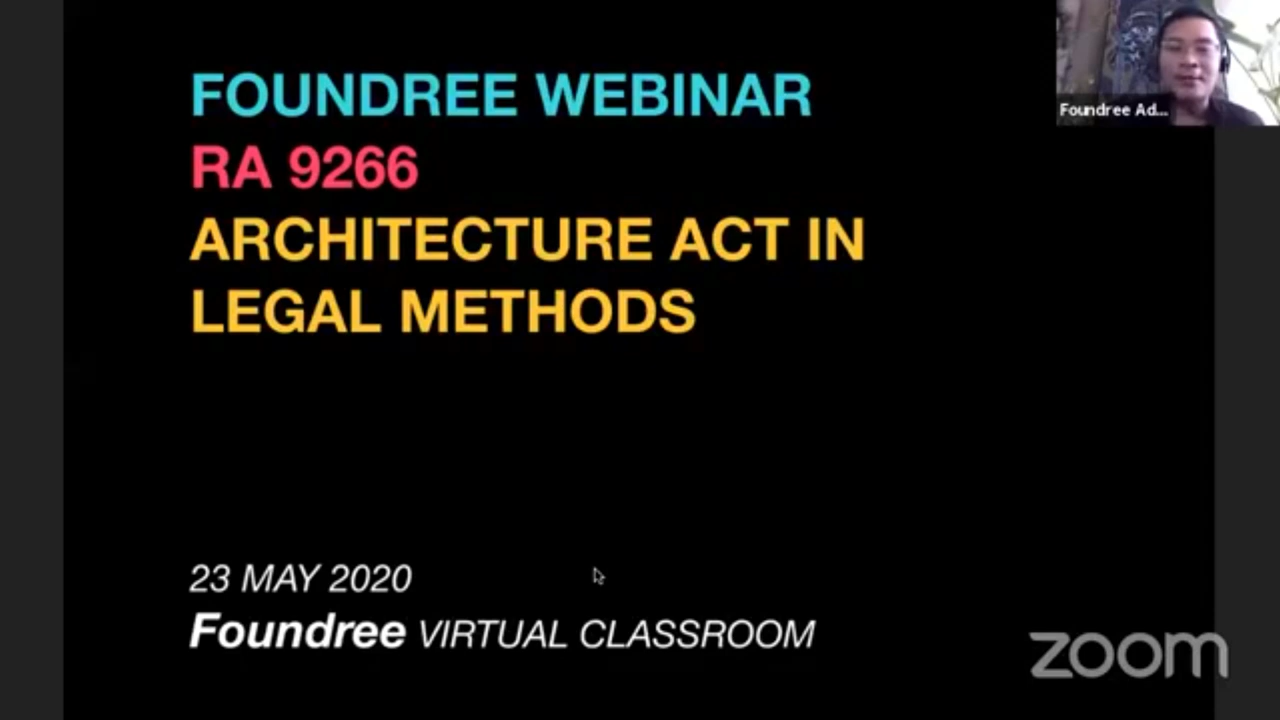 FOUNDREE WEBINAR
RA 9266
ARCHITECTURE ACT IN
LEGAL METHODS
Foundree Ad...
23 MAY 2020
Foundree VIRTUAL CLASSROOM
zoom